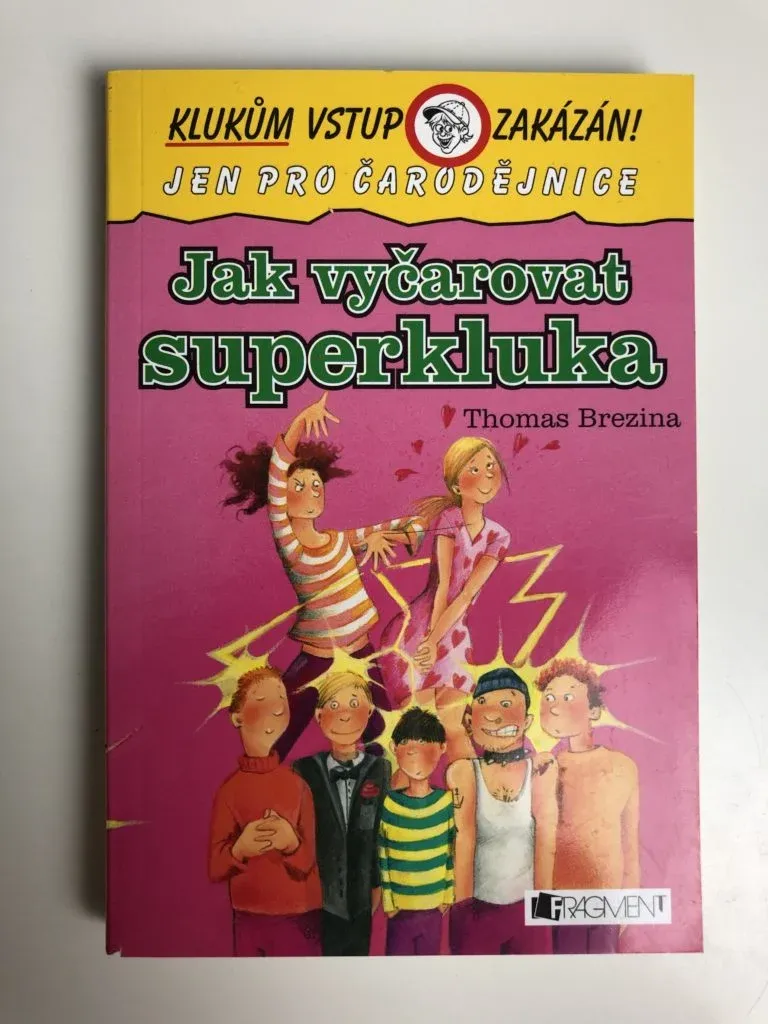 KLUKŮM VSTUP ZAKÁZÁN!
JEN PRO ČARODĚJNICE
Jak vyčarovat
superkluka
Thomas Brezina
FRAGMENT